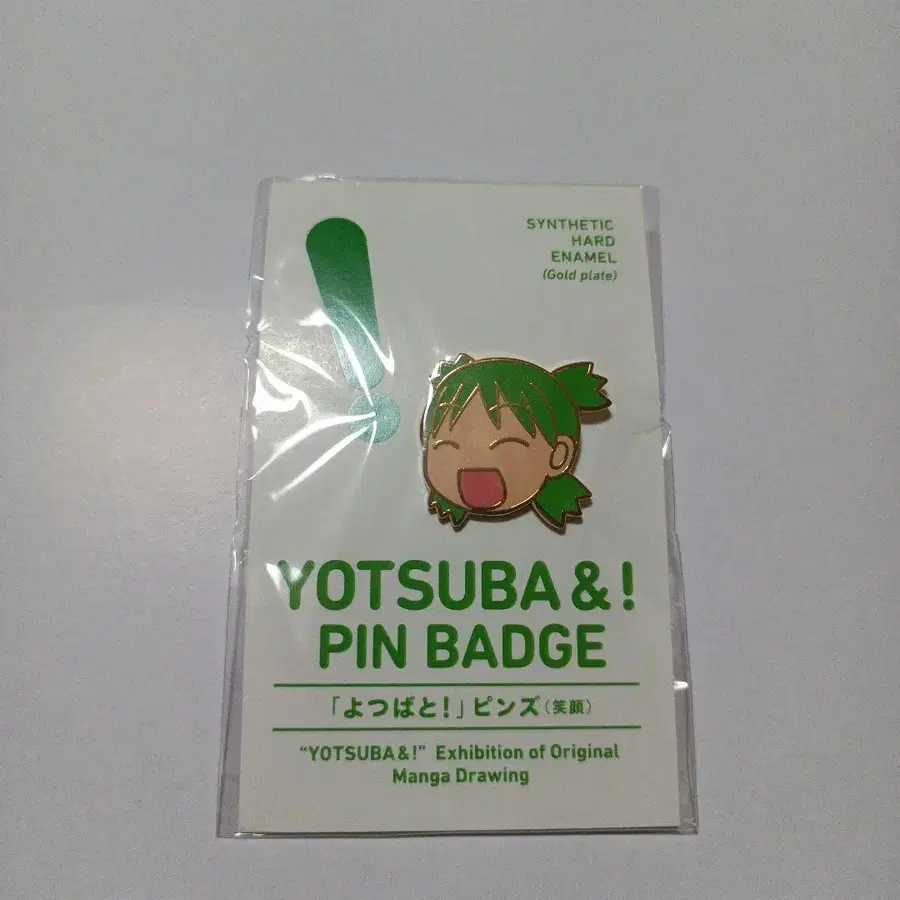 SYNTHETIC
HARD
ENAMEL
(Gold plate)
YOTSUBA&!
PIN BADGE
「よつばと!」ピンズ(笑顔)
“YOTSUBA&!” Exhibition of Original
Manga Drawing